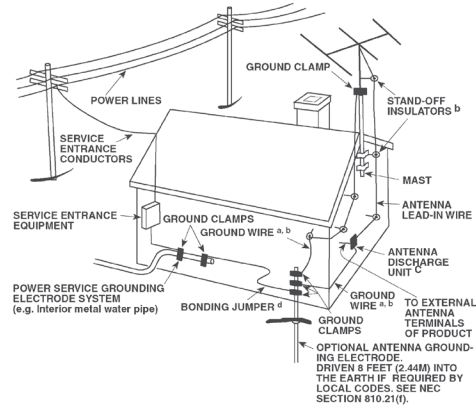 GROUND CLAMP
POWER LINES
STAND-OFF
INSULATORS b
SERVICE
ENTRANCE
CONDUCTORS
MAST
ANTENNA
LEAD-IN WIRE
SERVICE ENTRANCE
EQUIPMENT
GROUND CLAMPS
GROUND WIRE a, b
ANTENNA
DISCHARGE
UNIT C
POWER SERVICE GROUNDING
ELECTRODE SYSTEM
(e.g. Interior metal water pipe)
BONDING JUMPER d
GROUND
WIRE a, b
TO EXTERNAL
ANTENNA
TERMINALS
OF PRODUCT
GROUND
CLAMPS
OPTIONAL ANTENNA GROUND-
ING ELECTRODE.
DRIVEN 8 FEET (2.44M) INTO
THE EARTH IF REQUIRED BY
LOCAL CODES. SEE NEC
SECTION 810.21(f).